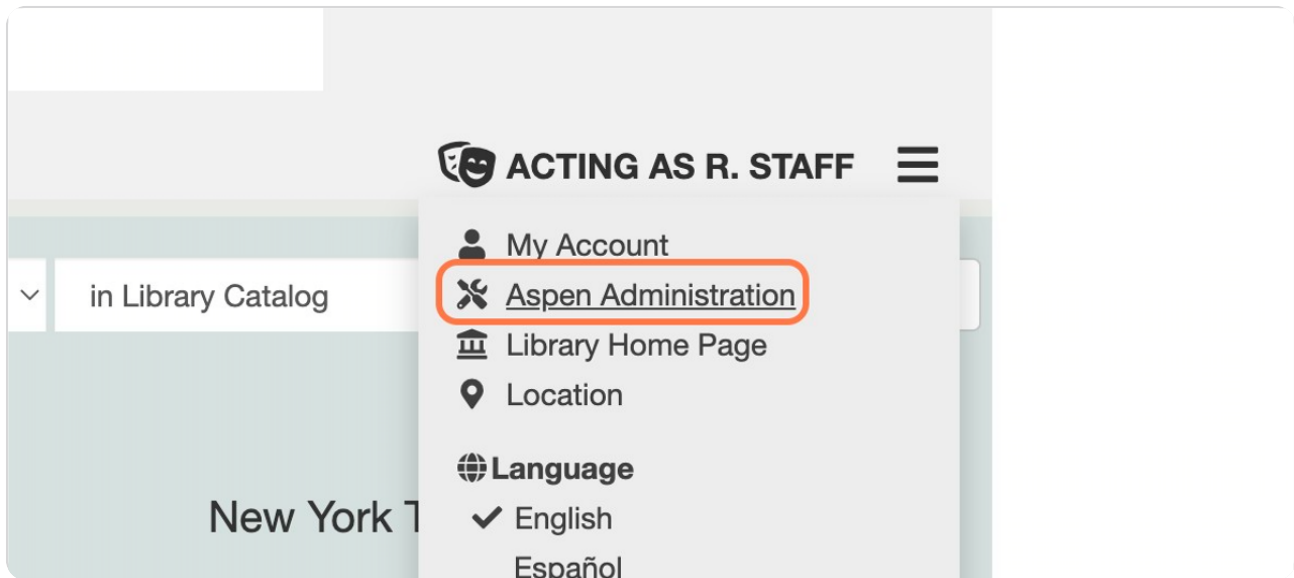 ACTING AS R. STAFF
My Account
in Library Catalog
Aspen Administration
Library Home Page
Location
Language
New York
English
Español